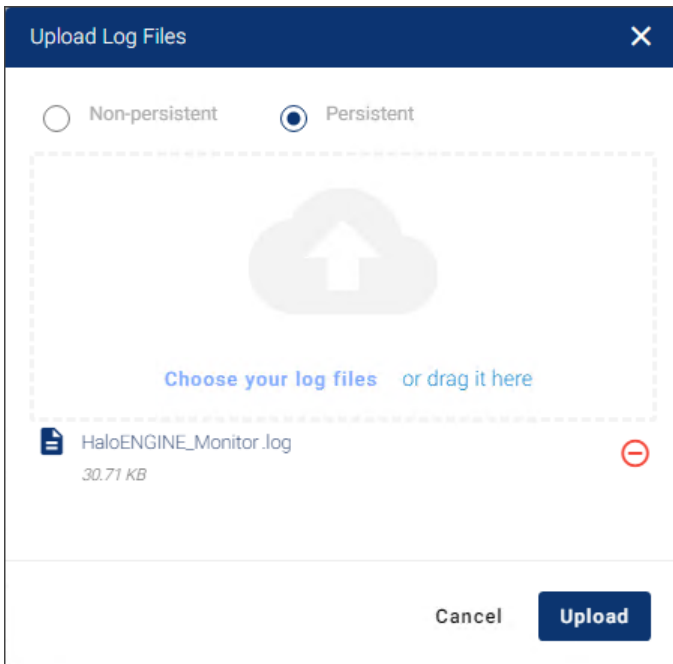 Upload Log Files
Non-persistent Persistent
Choose your log files or drag it here
HaloENGINE_Monitor.log
30.71 KB
Cancel Upload